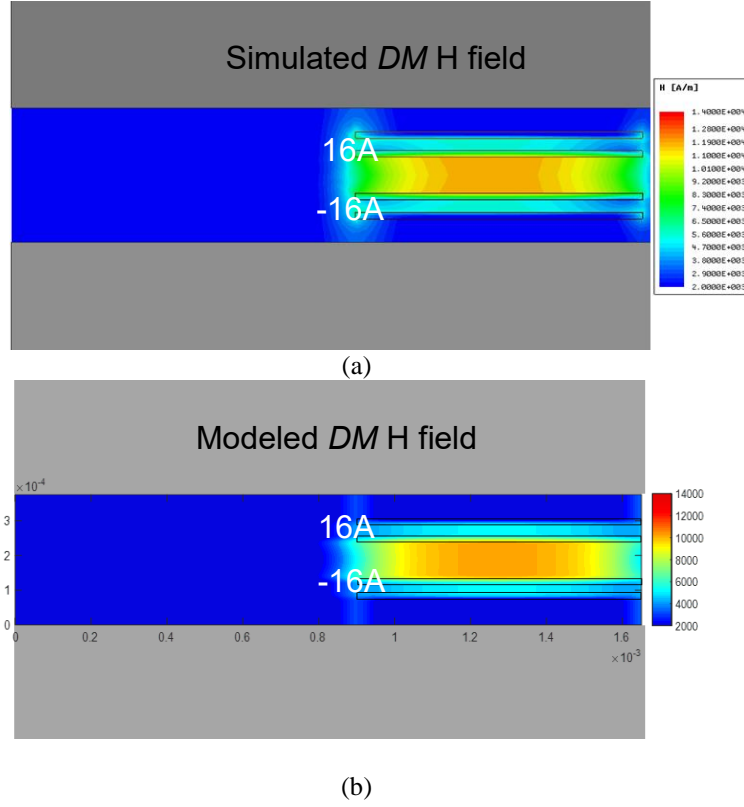 Simulated DM H field
H [A/m]
1.4000E+004
1.2800E+004
1.1900E+004
1.1000E+004
1.0100E+004
9.2000E+003
8.3000E+003
7.4000E+003
6.5000E+003
5.6000E+003
4.7000E+003
3.8000E+003
2.9000E+003
2.0000E+003
16A
-16A
(a)
Modeled DM H field
×10⁻⁴
3
2
1
0
16A
-16A
14000
12000
10000
8000
6000
4000
2000
0 0.2 0.4 0.6 0.8 1 1.2 1.4 1.6
×10⁻³
(b)